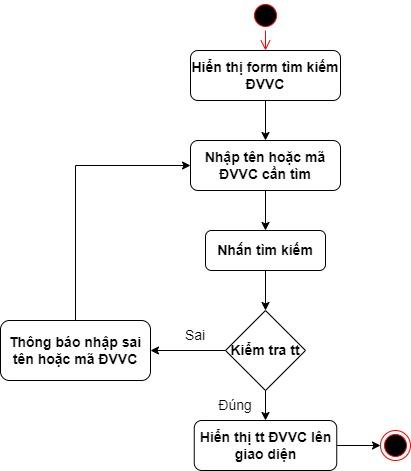 Hiển thị form tìm kiếm
ĐVVC
Nhập tên hoặc mã
ĐVVC cần tìm
Nhấn tìm kiếm
Kiểm tra tt
Sai
Thông báo nhập sai
tên hoặc mã ĐVVC
Đúng
Hiển thị tt ĐVVC lên
giao diện